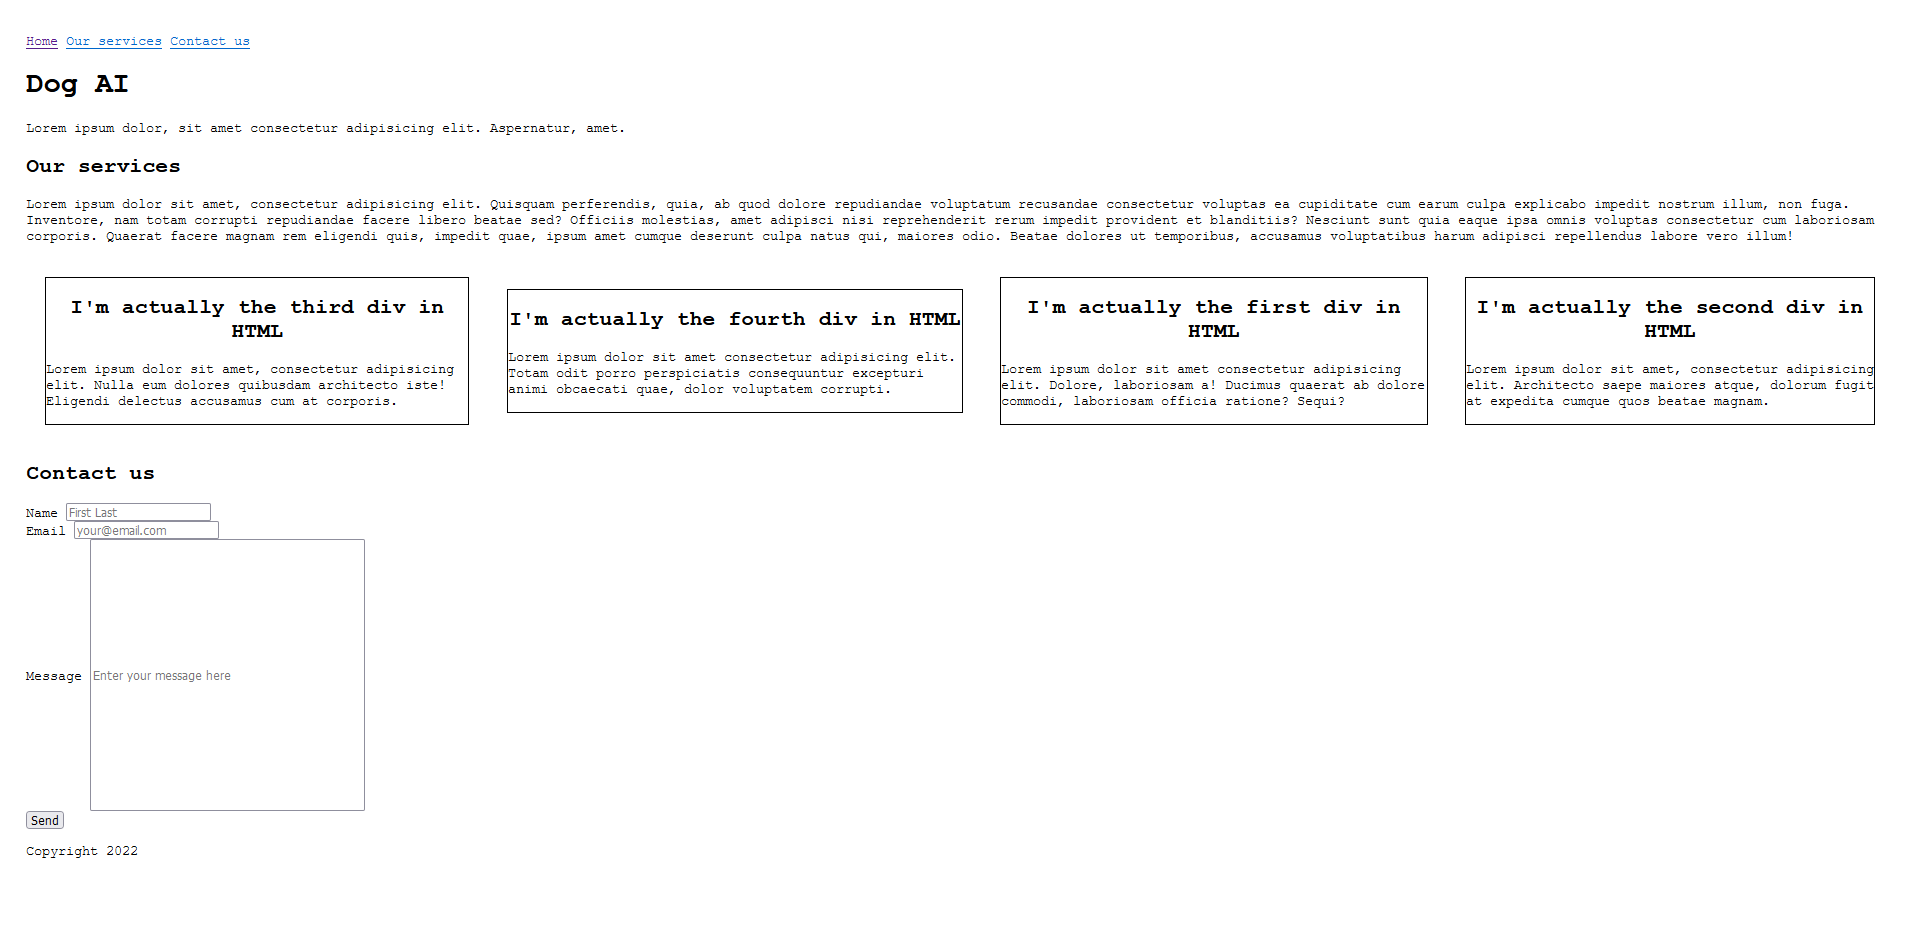 Home Our services Contact us
Dog AI
Lorem ipsum dolor, sit amet consectetur adipisicing elit. Aspernatur, amet.
Our services
Lorem ipsum dolor sit amet, consectetur adipisicing elit. Quisquam perferendis, quia, ab quod dolore repudiandae voluptatum recusandae consectetur voluptas ea cupiditate cum earum culpa explicabo impedit nostrum illum, non fuga.
Inventore, nam totam corrupti repudiandae facere libero beatae sed? Officiis molestias, amet adipisci nisi reprehenderit rerum impedit provident et blanditiis? Nesciunt sunt quia eaque ipsa omnis voluptas consectetur cum laboriosam
corporis. Quaerat facere magnam rem eligendi quis, impedit quae, ipsum amet cumque deserunt culpa natus qui, maiores odio. Beatae dolores ut temporibus, accusamus voluptatibus harum adipisci repellendus labore vero illum!
I'm actually the third div in
HTML
Lorem ipsum dolor sit amet, consectetur adipisicing
elit. Nulla eum dolores quibusdam architecto iste!
Eligendi delectus accusamus cum at corporis.
I'm actually the fourth div in HTML
Lorem ipsum dolor sit amet consectetur adipisicing elit.
Totam odit porro perspiciatis consequuntur excepturi
animi obcaecati quae, dolor voluptatem corrupti.
I'm actually the first div in
HTML
Lorem ipsum dolor sit amet consectetur adipisicing
elit. Dolore, laboriosam a! Ducimus quaerat ab dolore
commodi, laboriosam officia ratione? Sequi?
I'm actually the second div in
HTML
Lorem ipsum dolor sit amet, consectetur adipisicing
elit. Architecto saepe maiores atque, dolorum fugit
at expedita cumque quos beatae magnam.
Contact us
Name First Last
Email your@email.com
Message Enter your message here
Send
Copyright 2022